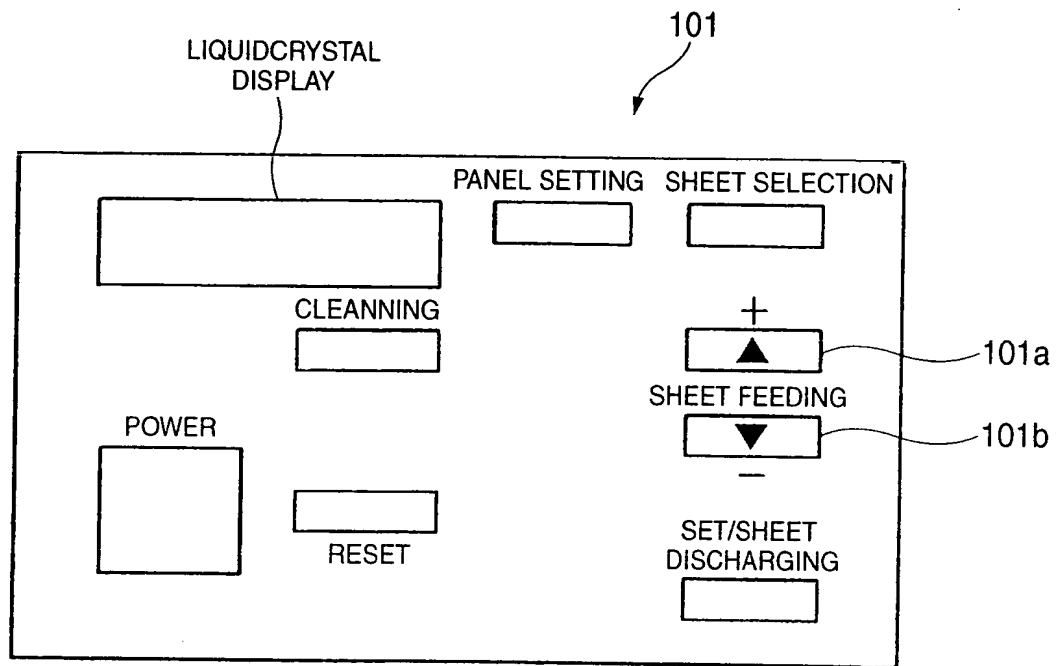 101
LIQUIDCRYSTAL
DISPLAY
PANEL SETTING
SHEET SELECTION
CLEANNING
+
101a
SHEET FEEDING
101b
−
POWER
RESET
SET/SHEET
DISCHARGING